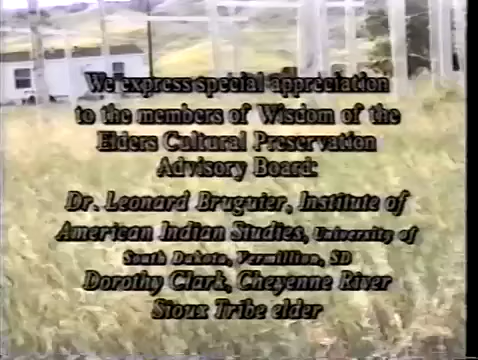 We express special appreciation
to the members of Wisdom of the
Elders Cultural Preservation
Advisory Board:
Dr. Leonard Bruguier, Institute of
American Indian Studies, University of
South Dakota, Vermillion, SD
Dorothy Clark, Cheyenne River
Sioux Tribe elder